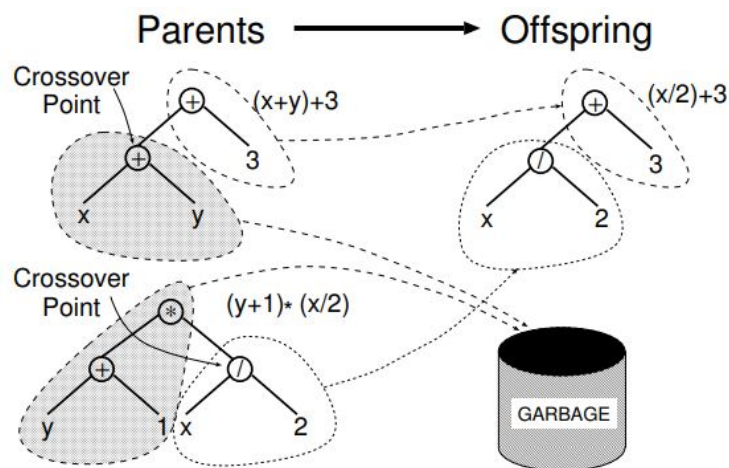 Parents Offspring
Crossover
Point
(x+y)+3
+
3
+
x y
(x/2)+3
+
3
/
x 2
Crossover
Point
(y+1)* (x/2)
*
+
/
y 1 x 2
GARBAGE